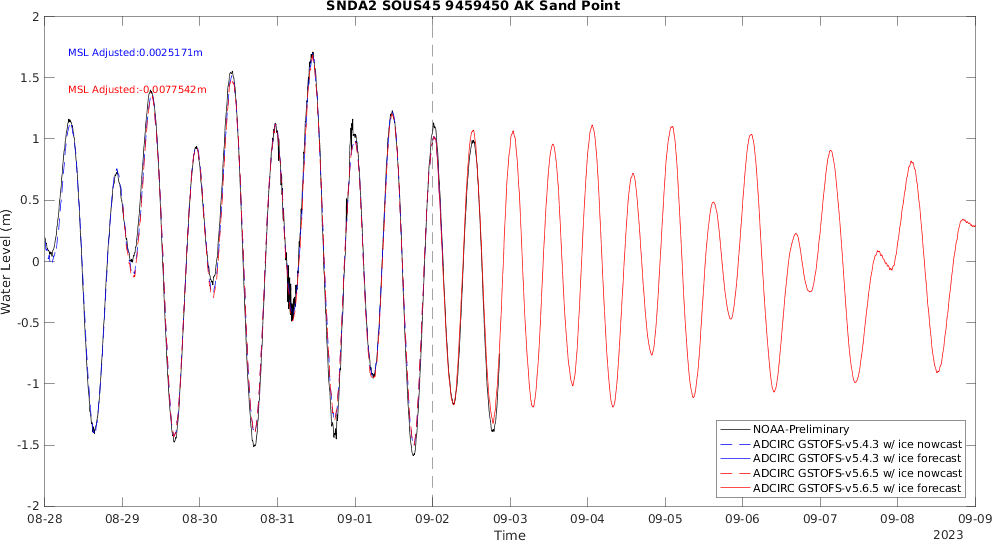 SNDA2 SOUS45 9459450 AK Sand Point
MSL Adjusted:0.0025171m
MSL Adjusted:-0.0077542m
Water Level (m)
2
1.5
1
0.5
0
-0.5
-1
-1.5
-2
NOAA-Preliminary
ADCIRC GSTOFS-v5.4.3 w/ ice nowcast
ADCIRC GSTOFS-v5.4.3 w/ ice forecast
ADCIRC GSTOFS-v5.6.5 w/ ice nowcast
ADCIRC GSTOFS-v5.6.5 w/ ice forecast
08-28 08-29 08-30 08-31 09-01 09-02 09-03 09-04 09-05 09-06 09-07 09-08 09-09
Time
2023